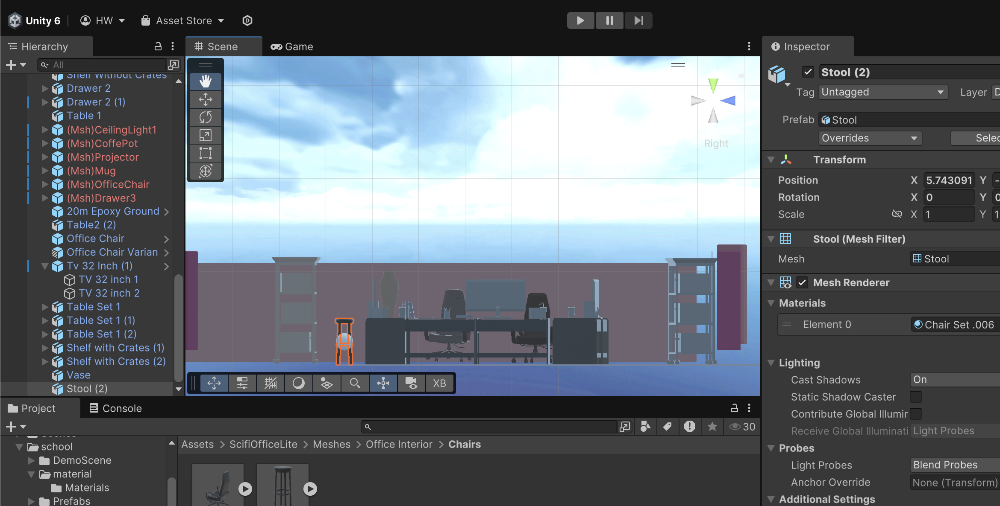 Unity 6
HW
Asset Store
Hierarchy
All
Shelf Without Crates
Drawer 2
Drawer 2 (1)
Table 1
(Msh)CeilingLight1
(Msh)CoffePot
(Msh)Projector
(Msh)Mug
(Msh)OfficeChair
(Msh)Drawer3
20m Epoxy Ground
Table2 (2)
Office Chair
Office Chair Varian
Tv 32 Inch (1)
TV 32 inch 1
TV 32 inch 2
Table Set 1
Table Set 1 (1)
Table Set 1 (2)
Shelf with Crates (1)
Shelf with Crates (2)
Vase
Stool (2)
Scene
Game
Right
XB
Inspector
Stool (2)
Tag Untagged Layer D
Prefab Stool
Overrides Selec
Transform
Position X 5.743091 Y -
Rotation X 0 Y 0
Scale X 1 Y 1
Stool (Mesh Filter)
Mesh Stool
Mesh Renderer
Materials
Element 0 Chair Set .006
Lighting
Cast Shadows On
Static Shadow Caster
Contribute Global Illumir
Receive Global Illuminati Light Probes
Probes
Light Probes Blend Probes
Anchor Override None (Transform)
Additional Settings
Project
Console
30
school
DemoScene
material
Materials
Prefabs
Assets > ScifiOfficeLite > Meshes > Office Interior > Chairs